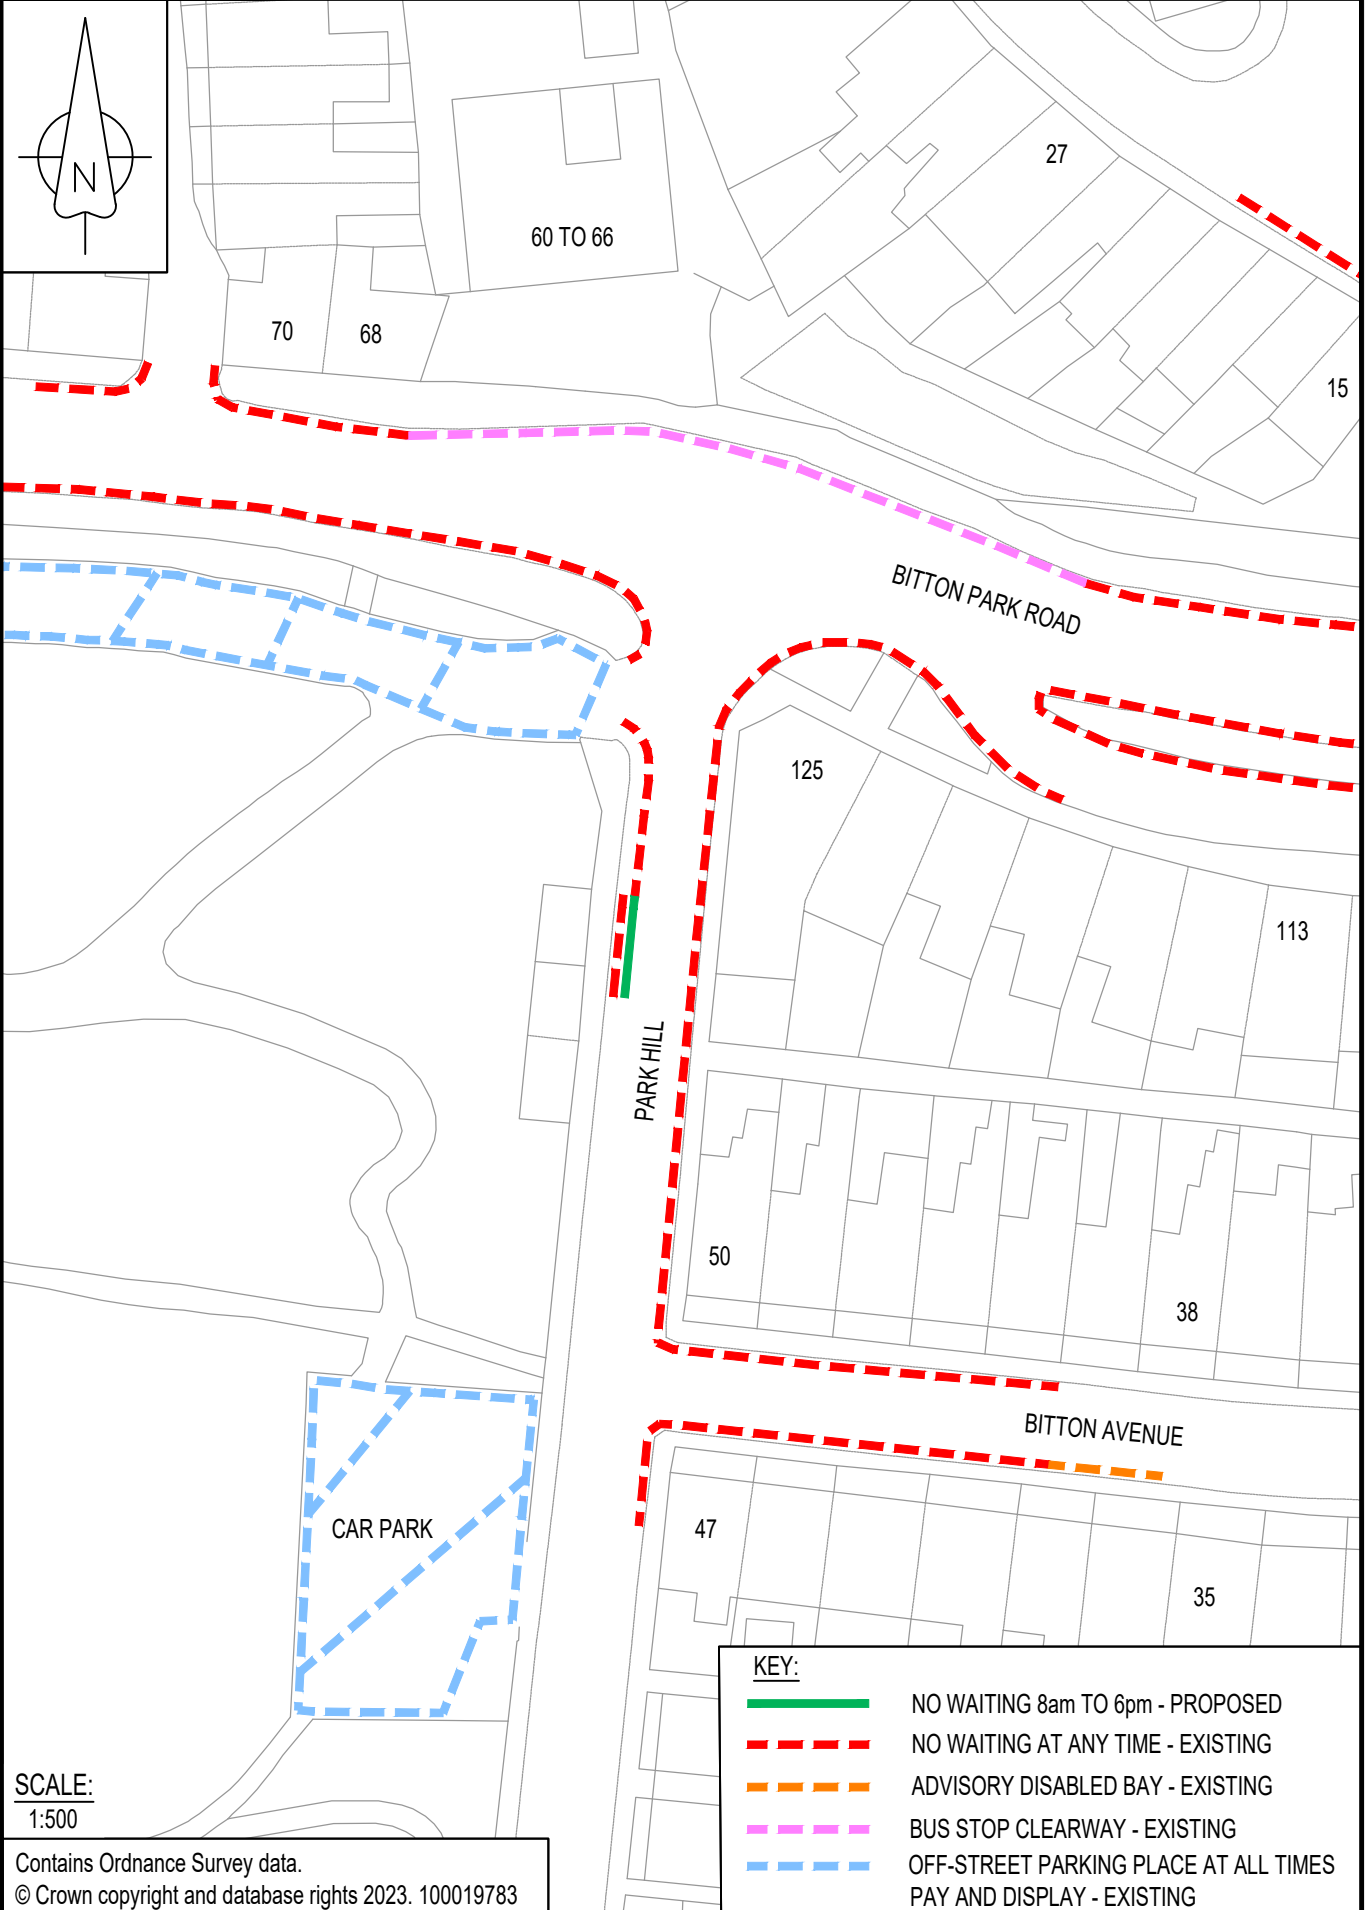 N
27
60 TO 66
70
68
15
BITTON PARK ROAD
125
113
PARK HILL
50
38
BITTON AVENUE
47
CAR PARK
35
KEY:
NO WAITING 8am TO 6pm - PROPOSED
NO WAITING AT ANY TIME - EXISTING
ADVISORY DISABLED BAY - EXISTING
BUS STOP CLEARWAY - EXISTING
OFF-STREET PARKING PLACE AT ALL TIMES
PAY AND DISPLAY - EXISTING
SCALE:
1:500
Contains Ordnance Survey data.
© Crown copyright and database rights 2023. 100019783